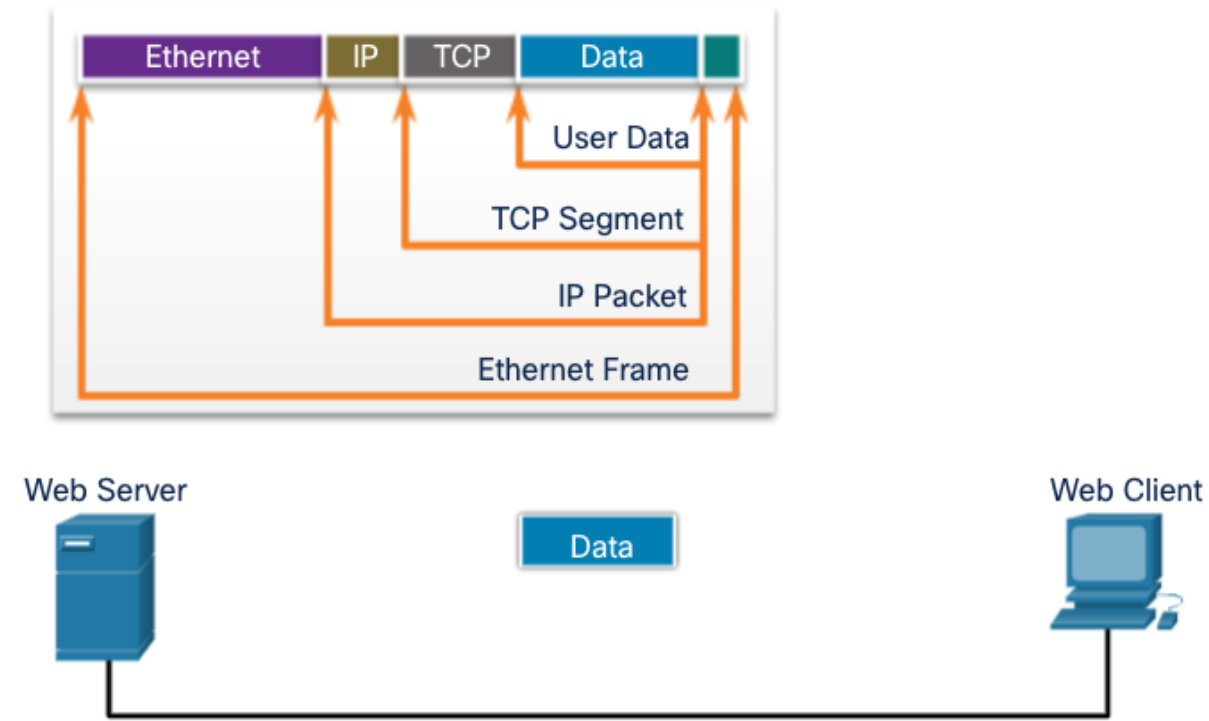 Ethernet IP TCP Data
User Data
TCP Segment
IP Packet
Ethernet Frame
Web Server
Web Client
Data